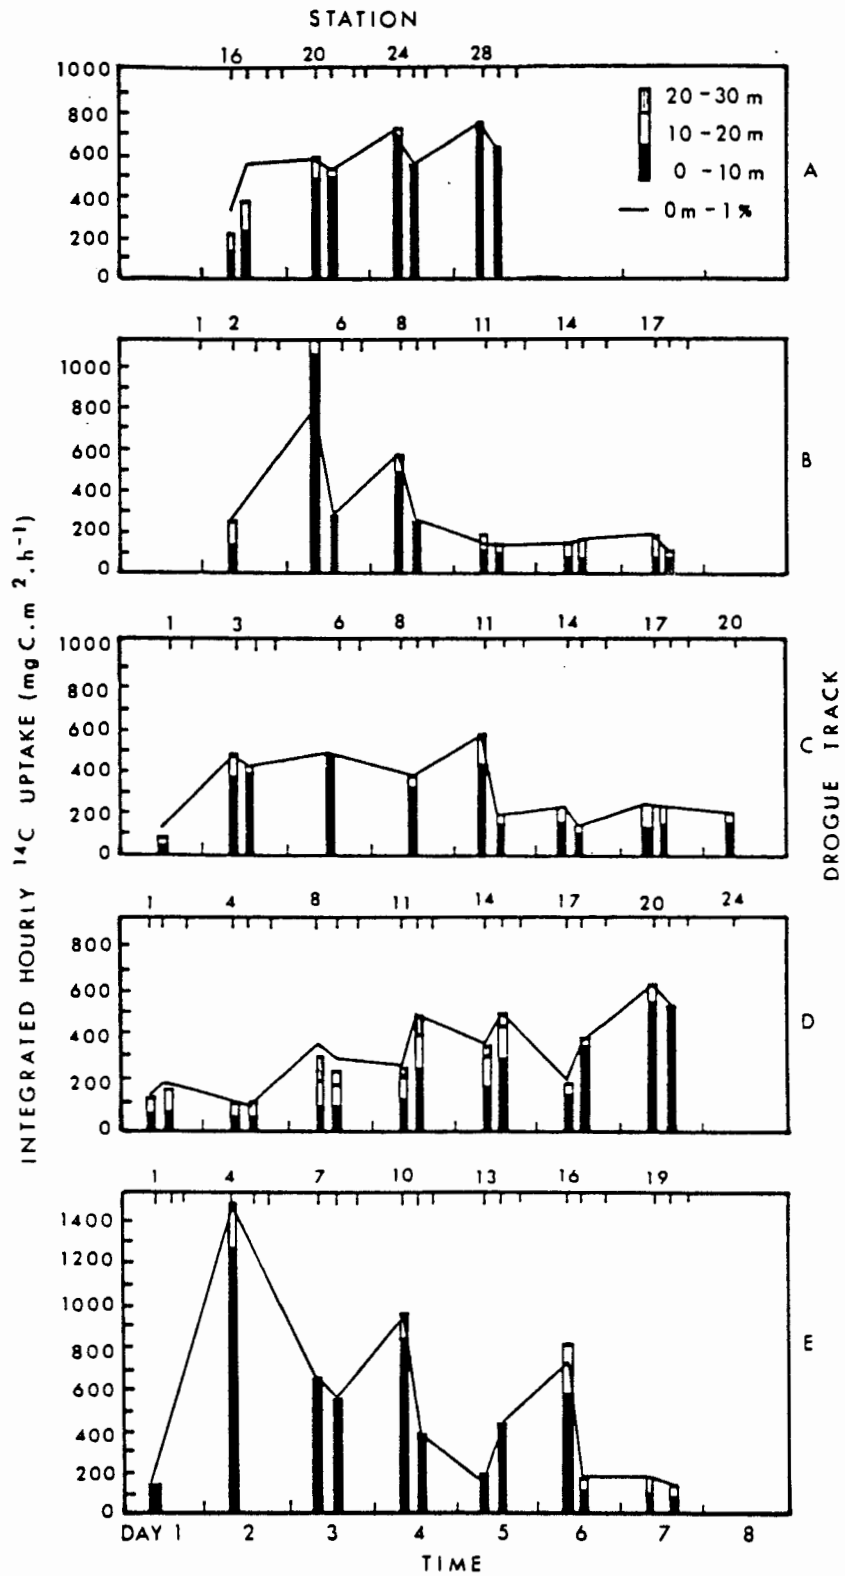 STATION
16 20 24 28
1000
800
600
400
200
0
20-30 m
10-20 m
0 -10 m
0m-1%
A
1 2 6 8 11 14 17
1000
800
600
400
200
0
B
1 3 6 8 11 14 17 20
1000
800
600
400
200
0
C
1 4 8 11 14 17 20 24
800
600
400
200
0
D
1 4 7 10 13 16 19
1400
1200
1000
800
600
400
200
0
E
DAY 1 2 3 4 5 6 7 8
TIME
INTEGRATED HOURLY 14C UPTAKE (mg C.m 2.h-1)
DROGUE TRACK